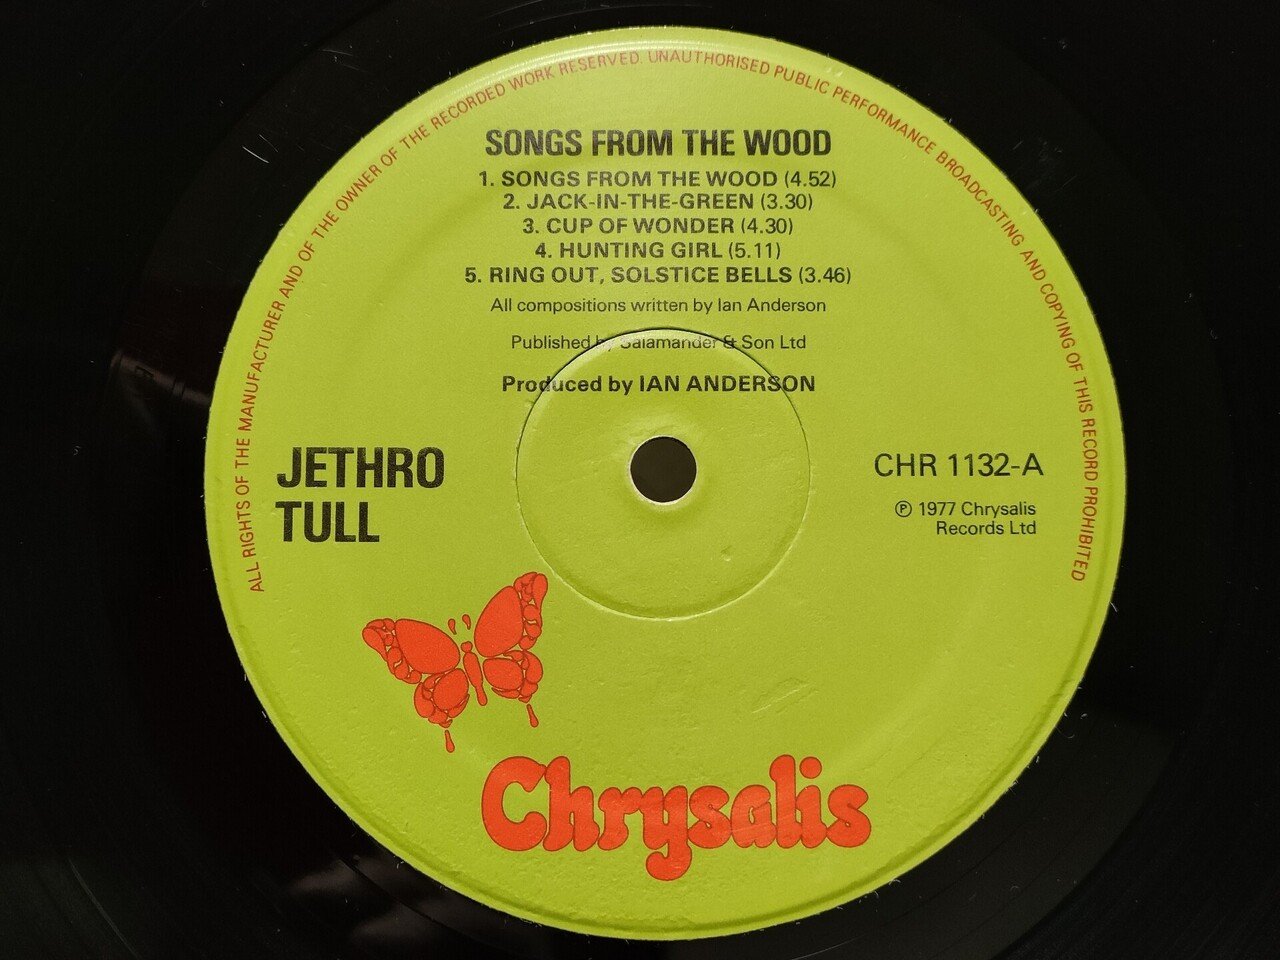 ALL RIGHTS OF THE MANUFACTURER AND OF THE OWNER OF THE RECORDED WORK RESERVED. UNAUTHORISED PUBLIC PERFORMANCE BROADCASTING AND COPYING OF THIS RECORD PROHIBITED
SONGS FROM THE WOOD
1. SONGS FROM THE WOOD (4.52)
2. JACK-IN-THE-GREEN (3.30)
3. CUP OF WONDER (4.30)
4. HUNTING GIRL (5.11)
5. RING OUT, SOLSTICE BELLS (3.46)
All compositions written by Ian Anderson
Published by Salamander & Son Ltd
Produced by IAN ANDERSON
JETHRO
TULL
CHR 1132-A
℗ 1977 Chrysalis
Records Ltd
Chrysalis